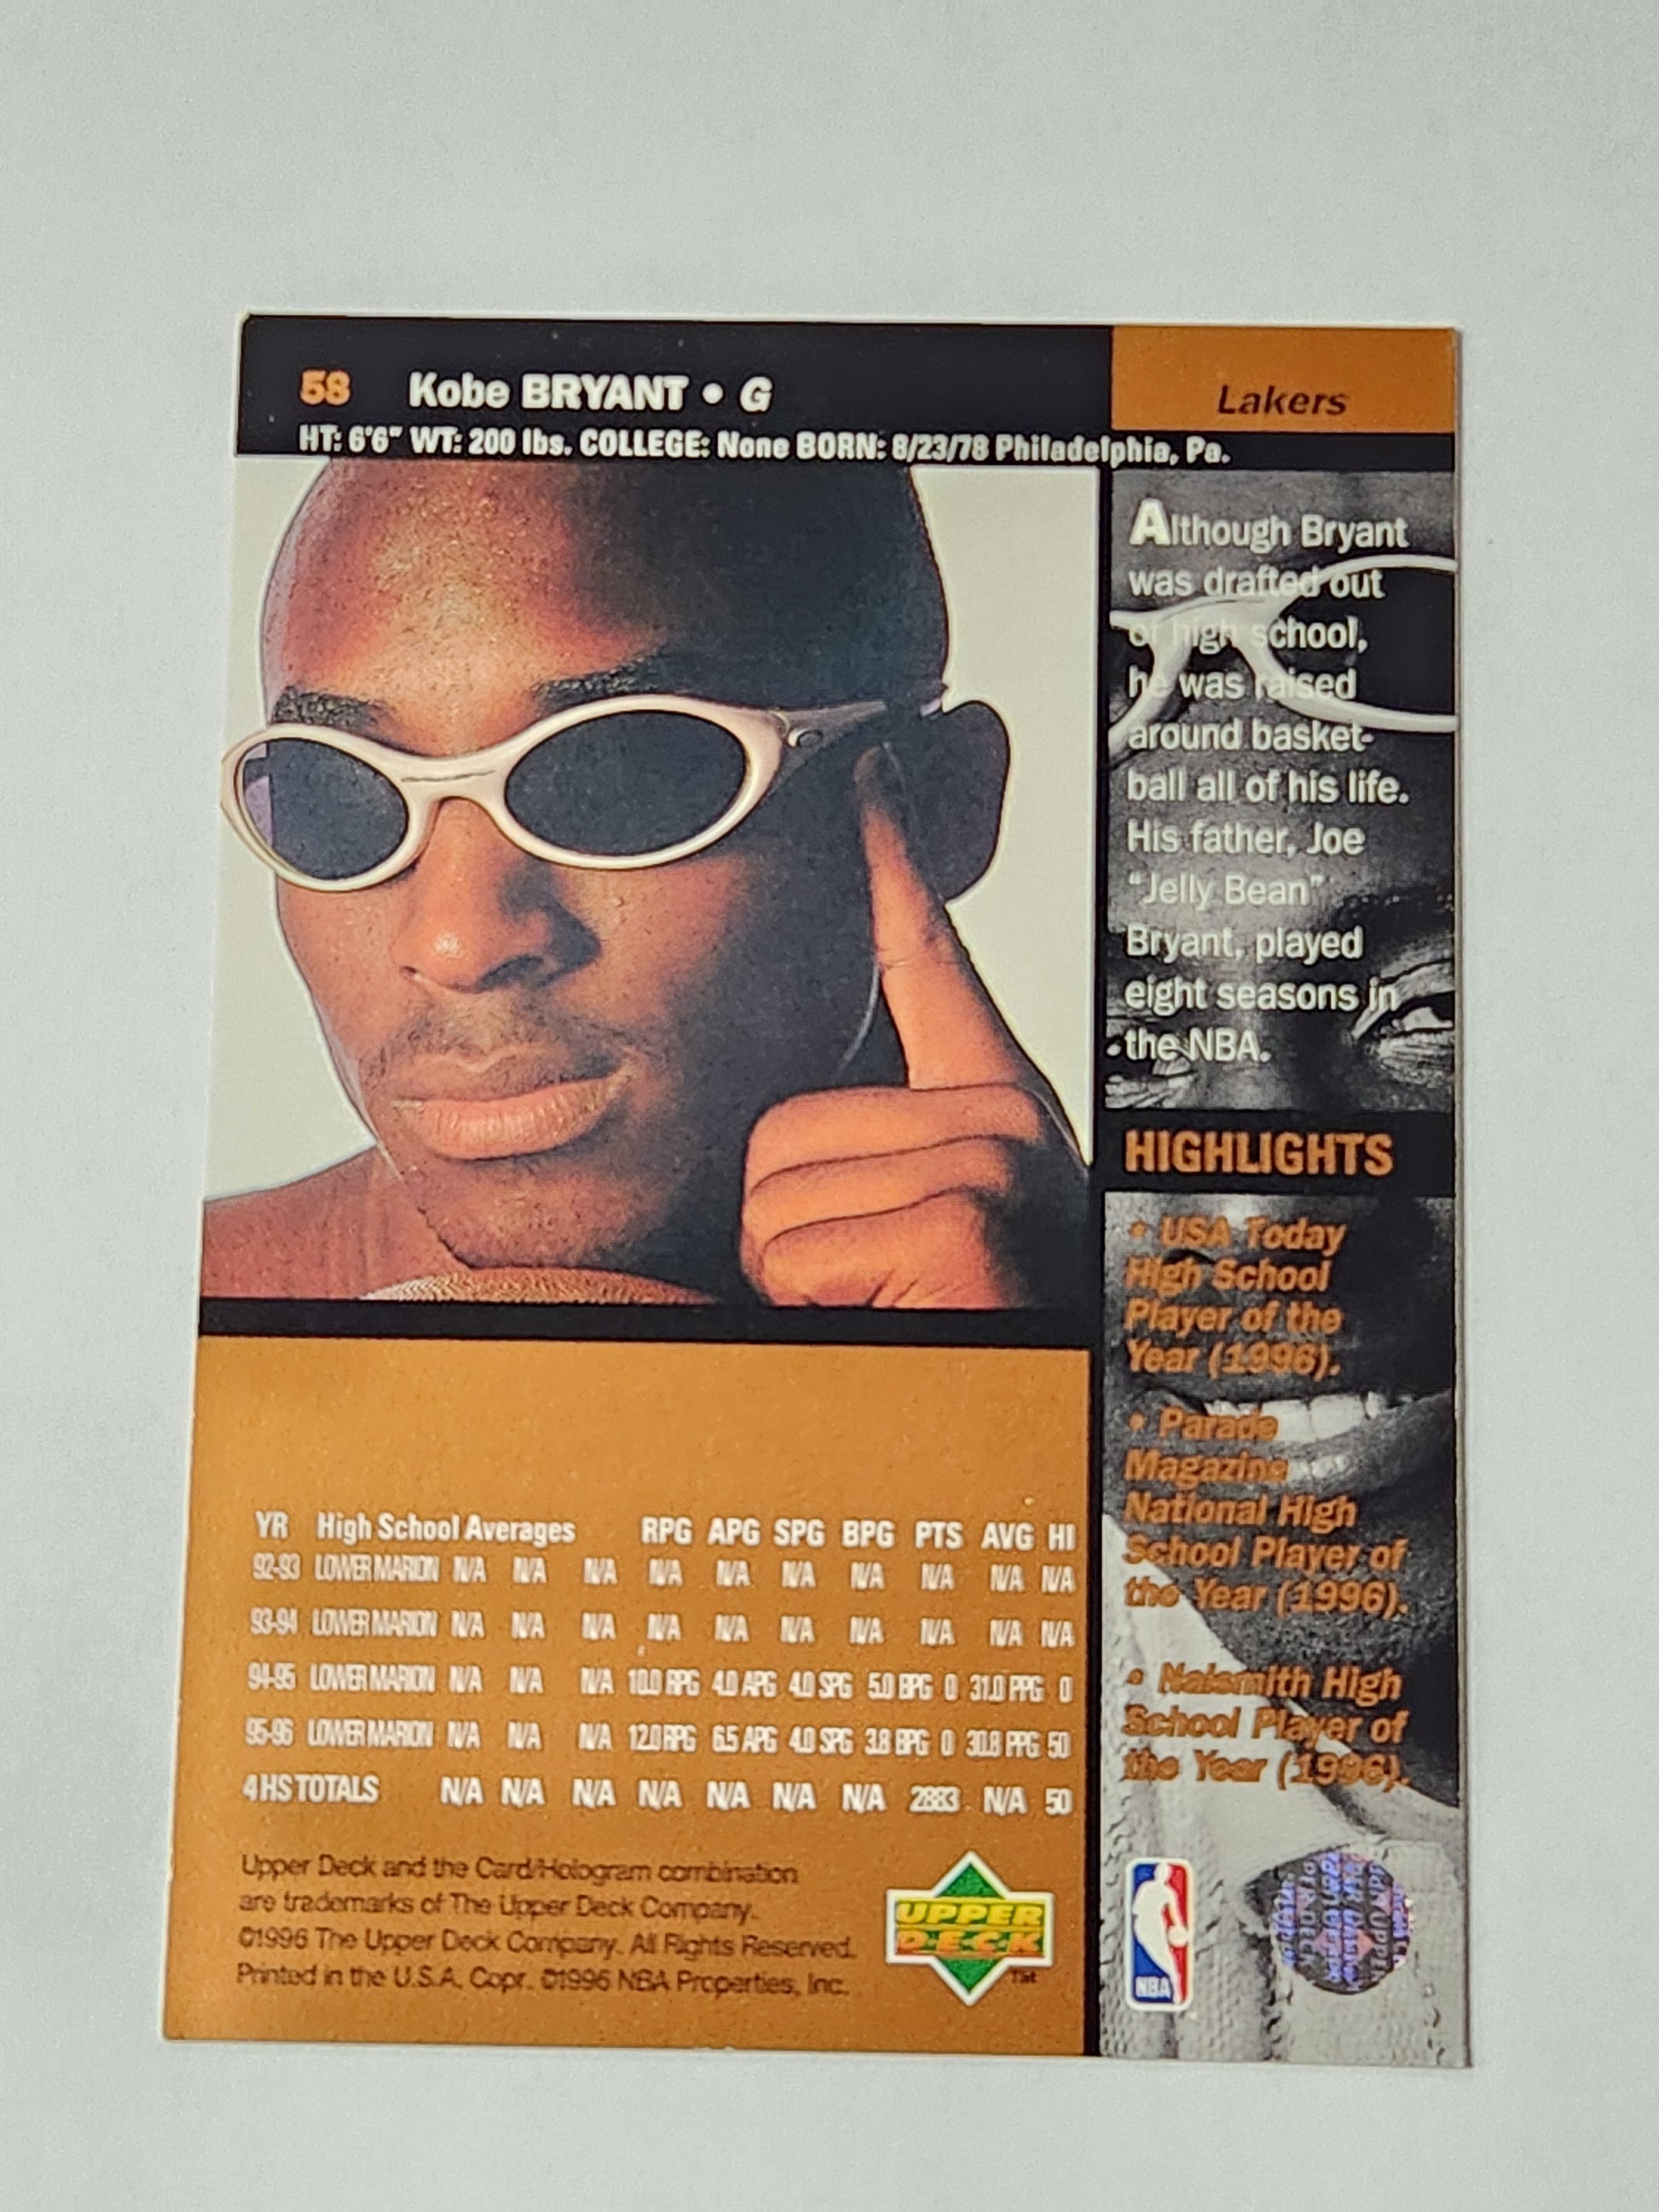 58 Kobe BRYANT • G
Lakers
HT: 6'6" WT: 200 lbs. COLLEGE: None BORN: 8/23/78 Philadelphia, Pa.
Although Bryant
was drafted out
of high school,
he was raised
around basket-
ball all of his life.
His father, Joe
“Jelly Bean”
Bryant, played
eight seasons in
the NBA.
HIGHLIGHTS
• USA Today
High School
Player of the
Year (1996).
• Parade
Magazine
National High
School Player of
the Year (1996).
• Naismith High
School Player of
the Year (1996).
YR High School Averages RPG APG SPG BPG PTS AVG HI
92-93 LOWER MARION N/A N/A N/A N/A N/A N/A N/A N/A N/A N/A
93-94 LOWER MARION N/A N/A N/A N/A N/A N/A N/A N/A N/A N/A
94-95 LOWER MARION N/A N/A N/A 10.0 RPG 4.0 APG 4.0 SPG 5.0 BPG 0 31.0 PPG 0
95-96 LOWER MARION N/A N/A N/A 12.0 RPG 6.5 APG 4.0 SPG 3.8 BPG 0 30.8 PPG 50
4 HS TOTALS N/A N/A N/A N/A N/A N/A N/A 2883 N/A 50
Upper Deck and the Card/Hologram combination
are trademarks of The Upper Deck Company.
©1996 The Upper Deck Company. All Rights Reserved.
Printed in the U.S.A. Copr. ©1996 NBA Properties, Inc.
UPPER
DECK
TM
NBA